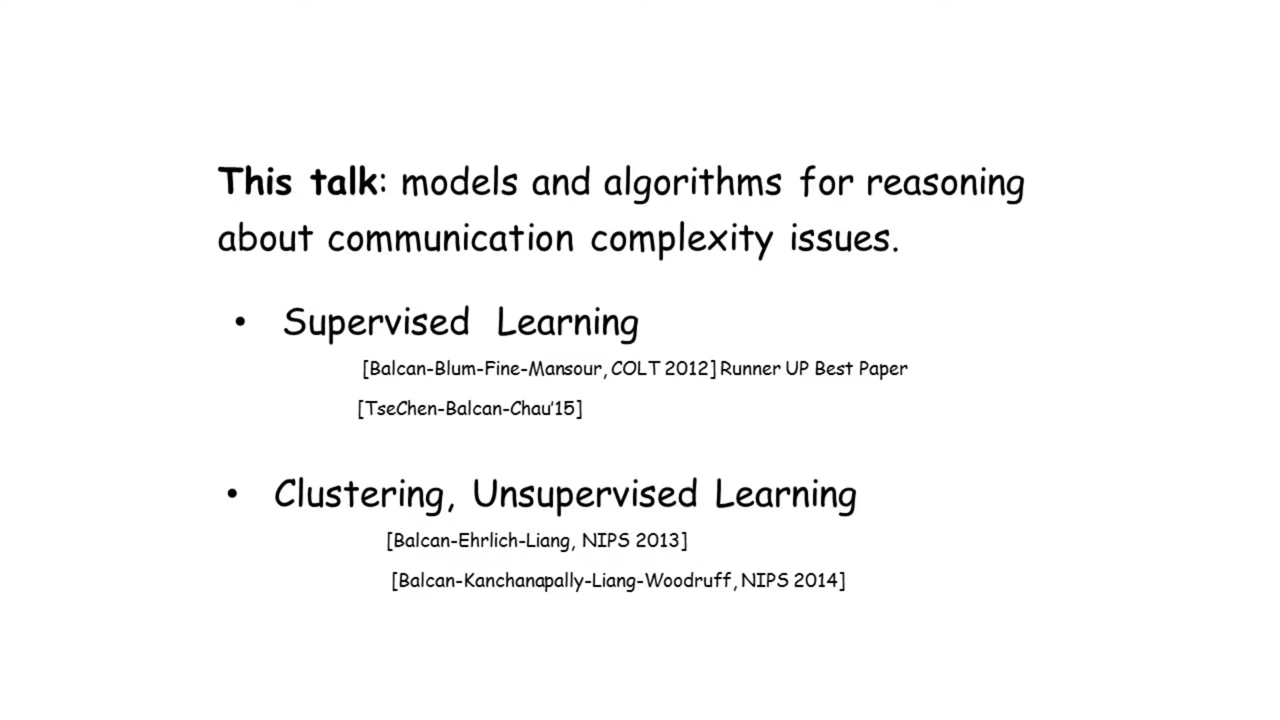 This talk: models and algorithms for reasoning
about communication complexity issues.
• Supervised Learning
[Balcan-Blum-Fine-Mansour, COLT 2012] Runner UP Best Paper
[TseChen-Balcan-Chau'15]
• Clustering, Unsupervised Learning
[Balcan-Ehrlich-Liang, NIPS 2013]
[Balcan-Kanchanapally-Liang-Woodruff, NIPS 2014]